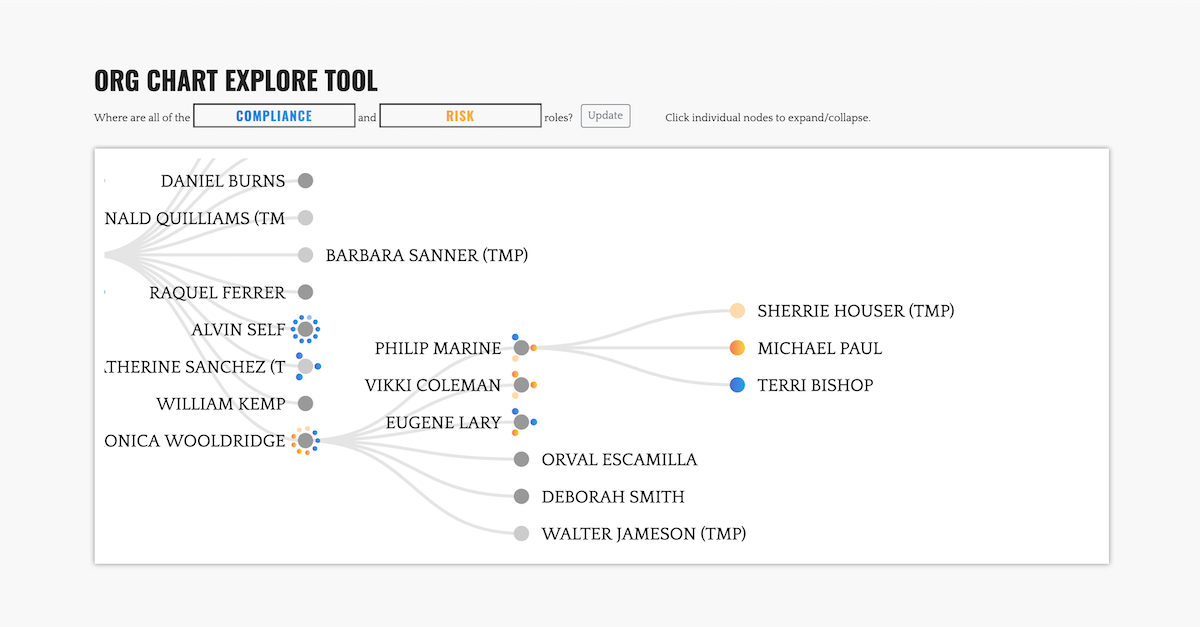 ORG CHART EXPLORE TOOL
Where are all of the COMPLIANCE and RISK roles? Update Click individual nodes to expand/collapse.
DANIEL BURNS
NALD QUILLIAMS (TM
BARBARA SANNER (TMP)
RAQUEL FERRER
SHERRIE HOUSER (TMP)
ALVIN SELF
PHILIP MARINE
MICHAEL PAUL
THERINE SANCHEZ (T
VIKKI COLEMAN
TERRI BISHOP
WILLIAM KEMP
EUGENE LARY
ONICA WOOLDRIDGE
ORVAL ESCAMILLA
DEBORAH SMITH
WALTER JAMESON (TMP)